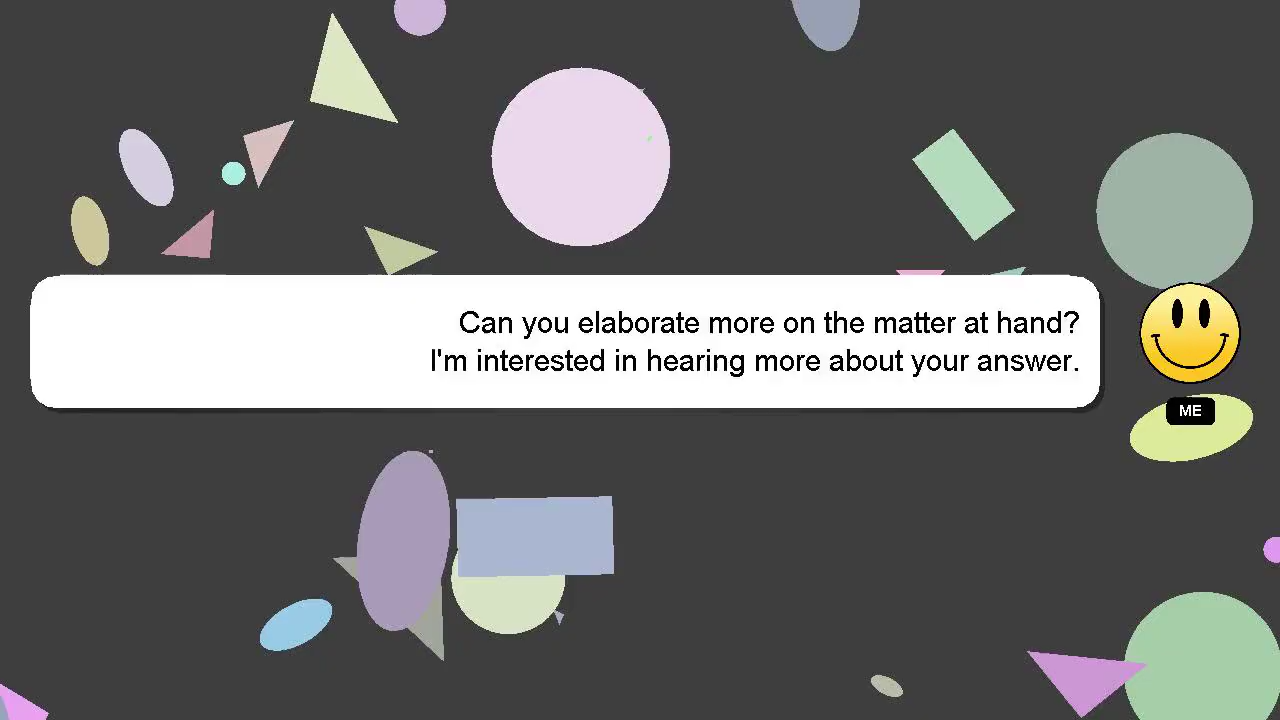 Can you elaborate more on the matter at hand?
I'm interested in hearing more about your answer.
ME